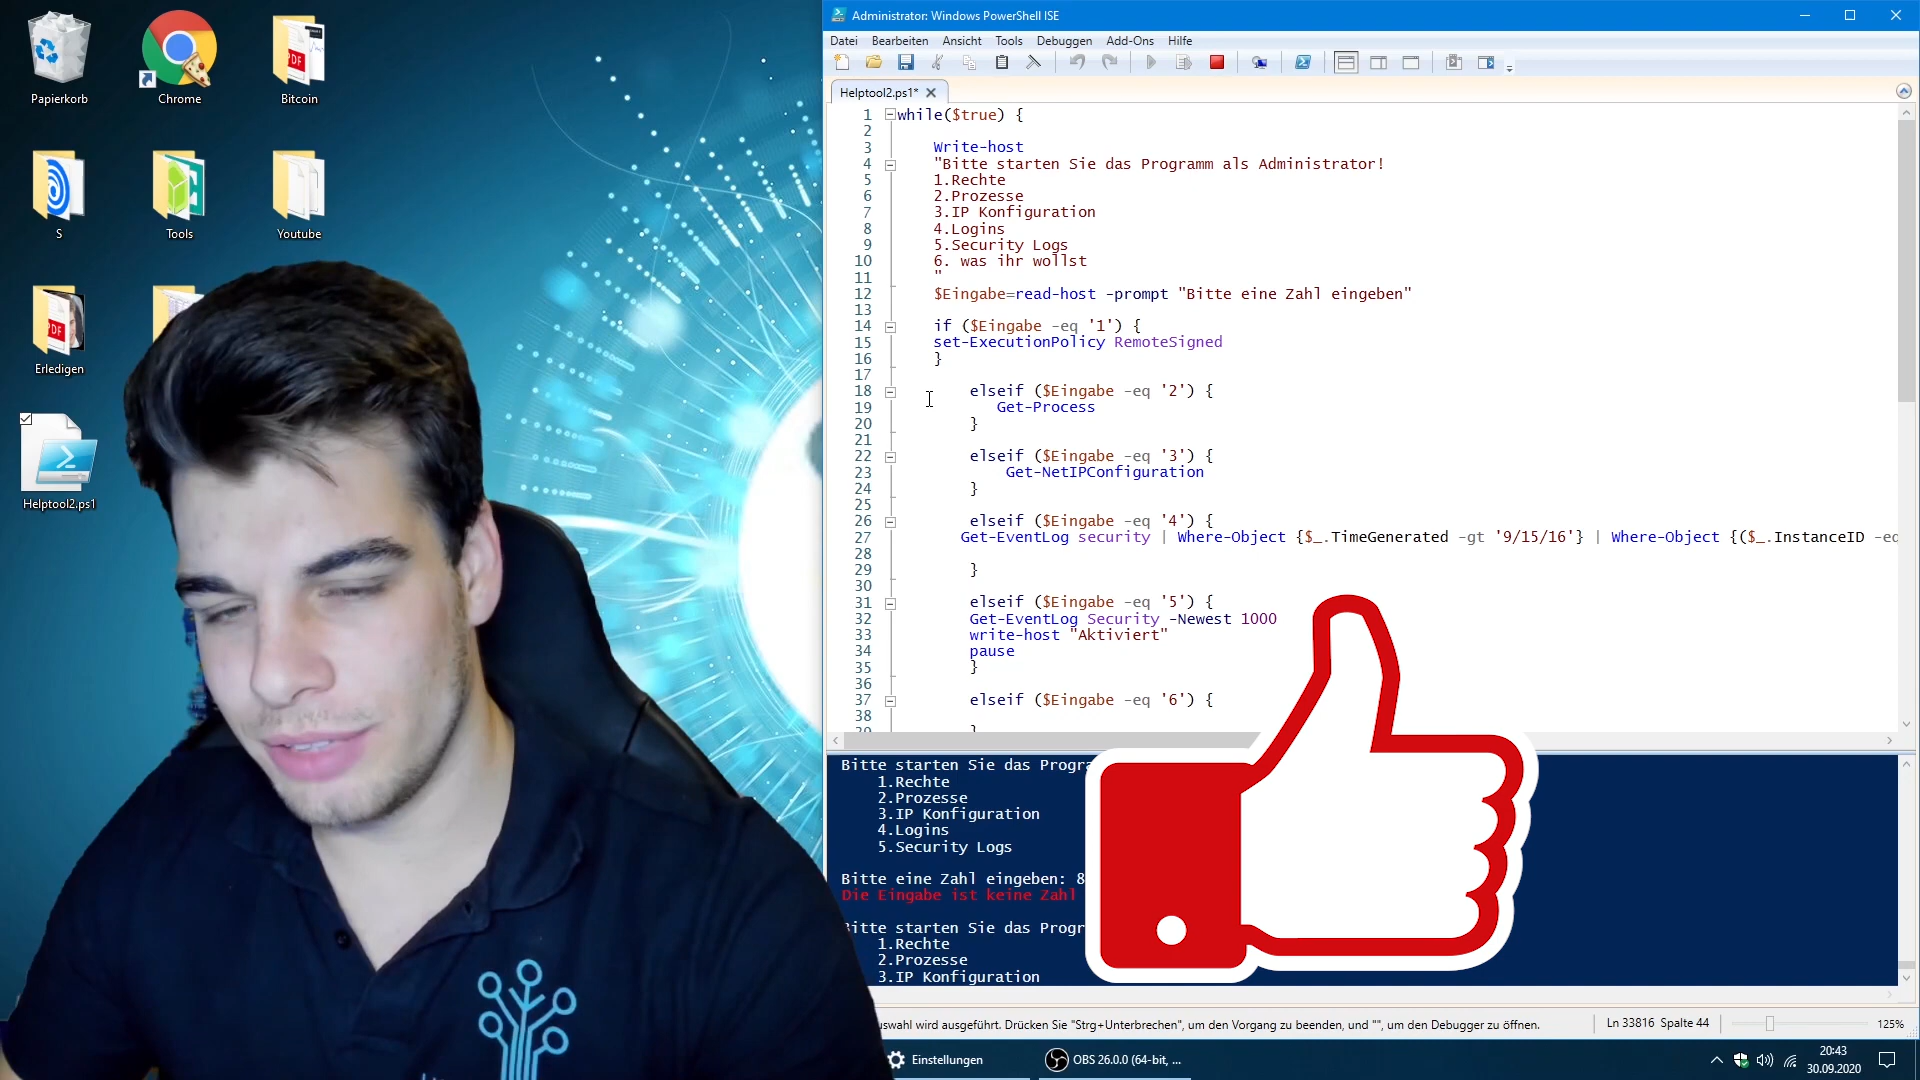 Papierkorb
Chrome
Bitcoin
S
Tools
Youtube
Erledigen
Helptool2.ps1
PDF
PDF
Administrator: Windows PowerShell ISE
Datei Bearbeiten Ansicht Tools Debuggen Add-Ons Hilfe
Helptool2.ps1*
1 while($true) {
2
3 Write-host
4 "Bitte starten Sie das Programm als Administrator!
5 1.Rechte
6 2.Prozesse
7 3.IP Konfiguration
8 4.Logins
9 5.Security Logs
10 6. was ihr wollst
11 "
12 $Eingabe=read-host -prompt "Bitte eine Zahl eingeben"
13
14 if ($Eingabe -eq '1') {
15 set-ExecutionPolicy RemoteSigned
16 }
17
18 elseif ($Eingabe -eq '2') {
19 Get-Process
20 }
21
22 elseif ($Eingabe -eq '3') {
23 Get-NetIPConfiguration
24 }
25
26 elseif ($Eingabe -eq '4') {
27 Get-EventLog security | Where-Object {$_.TimeGenerated -gt '9/15/16'} | Where-Object {($_.InstanceID -eq
28
29 }
30
31 elseif ($Eingabe -eq '5') {
32 Get-EventLog Security -Newest 1000
33 write-host "Aktiviert"
34 pause
35 }
36
37 elseif ($Eingabe -eq '6') {
38
39 }
Bitte starten Sie das Progra
1.Rechte
2.Prozesse
3.IP Konfiguration
4.Logins
5.Security Logs
Bitte eine Zahl eingeben: 8
Die Eingabe ist keine Zahl
Bitte starten Sie das Progr
1.Rechte
2.Prozesse
3.IP Konfiguration
uswahl wird ausgeführt. Drücken Sie "Strg+Unterbrechen", um den Vorgang zu beenden, und "", um den Debugger zu öffnen.
Ln 33816 Spalte 44
125%
Einstellungen
OBS 26.0.0 (64-bit, ...
20:43
30.09.2020